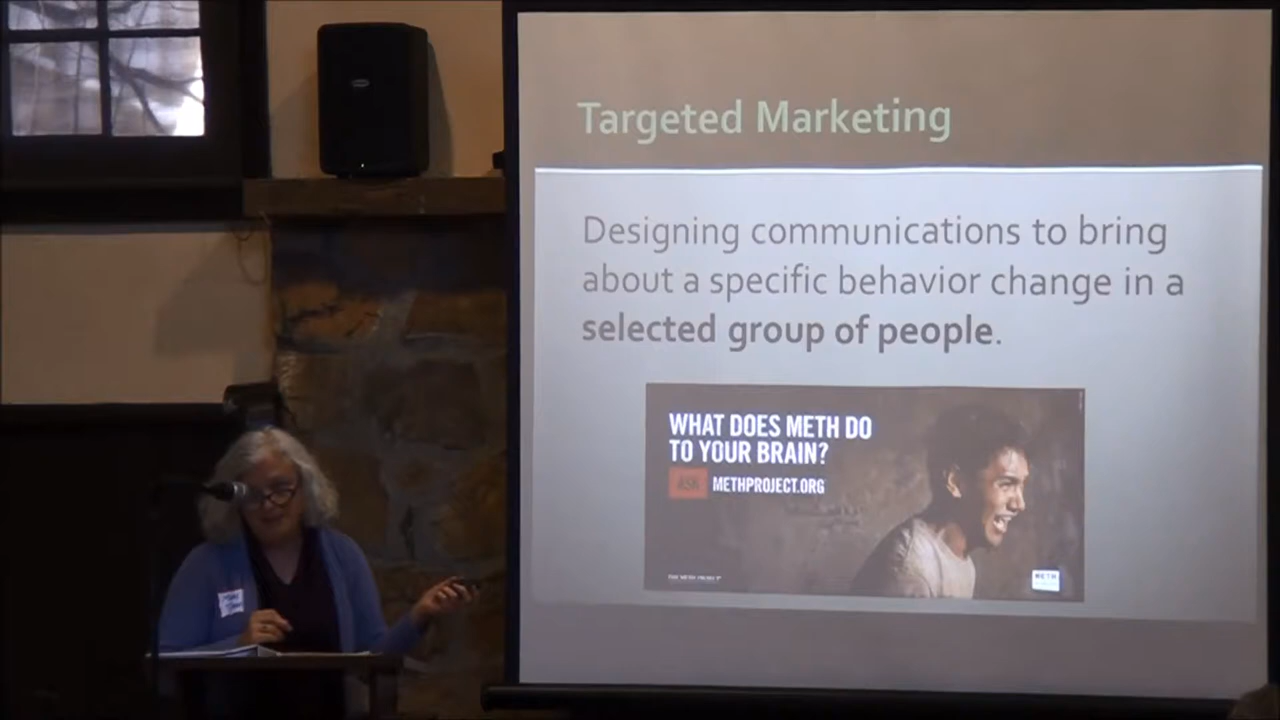 Targeted Marketing
Designing communications to bring
about a specific behavior change in a
selected group of people.
WHAT DOES METH DO
TO YOUR BRAIN?
ASK METHPROJECT.ORG
METH